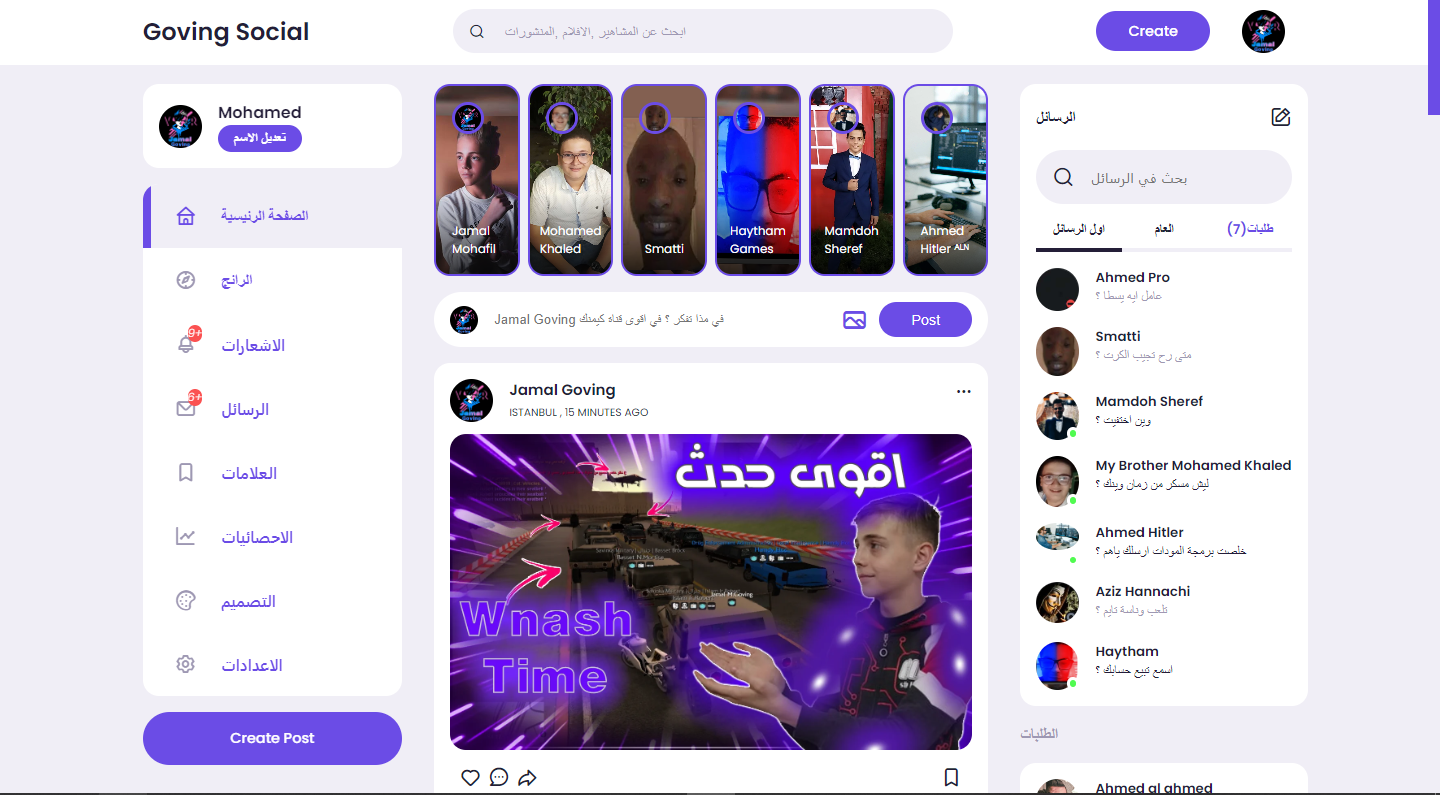 Goving Social
ابحث عن المشاهير ,الافلام ,المنشورات
Create
Mohamed
تعديل الاسم
الصفحة الرئيسية
الرائج
9+
الاشعارات
6+
الرسائل
العلامات
الاحصائيات
التصميم
الاعدادات
Create Post
Jamal
Mohafil
Mohamed
Khaled
Smatti
Haytham
Games
Mamdoh
Sheref
Ahmed
Hitler ALN
في مذا تفكر ؟ في اقوى قناة كيمنك Jamal Goving
Post
Jamal Goving
ISTANBUL , 15 MINUTES AGO
اقوى حدث
Wnash
Time
الرسائل
بحث في الرسائل
اول الرسائل
العام
طلبات(7)
Ahmed Pro
عامل ايه يسطا ؟
Smatti
متى رح تجيب الكرت ؟
Mamdoh Sheref
وين اختفيت ؟
My Brother Mohamed Khaled
ليش مسكر من زمان وينك ؟
Ahmed Hitler
خلصت برمجة المودات ارسلك ياهم ؟
Aziz Hannachi
تلعب وناسة تايم ؟
Haytham
اسمع تبيع حسابك ؟
الطلبات
Ahmed al ahmed